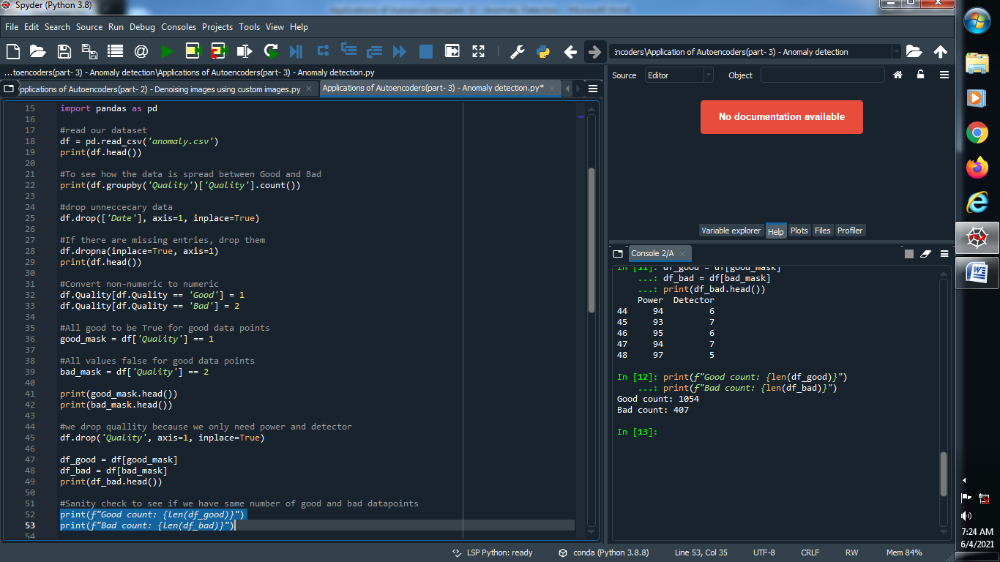 Spyder (Python 3.8)
File Edit Search Source Run Debug Consoles Projects Tools View Help
:ncoders\Application of Autoencoders(part- 3) - Anomaly detection
...toencoders(part- 3) - Anomaly detection\Applications of Autoencoders(part- 3) - Anomaly detection.py
pplications of Autoencoders(part- 2) - Denoising images using custom images.py
Applications of Autoencoders(part- 3) - Anomaly detection.py*
15 import pandas as pd
16
17 #read our dataset
18 df = pd.read_csv('anomaly.csv')
19 print(df.head())
20
21 #To see how the data is spread between Good and Bad
22 print(df.groupby('Quality')['Quality'].count())
23
24 #drop unneccecary data
25 df.drop(['Date'], axis=1, inplace=True)
26
27 #If there are missing entries, drop them
28 df.dropna(inplace=True, axis=1)
29 print(df.head())
30
31 #Convert non-numeric to numeric
32 df.Quality[df.Quality == 'Good'] = 1
33 df.Quality[df.Quality == 'Bad'] = 2
34
35 #All good to be True for good data points
36 good_mask = df['Quality'] == 1
37
38 #All values false for good data points
39 bad_mask = df['Quality'] == 2
40
41 print(good_mask.head())
42 print(bad_mask.head())
43
44 #we drop quallity because we only need power and detector
45 df.drop('Quality', axis=1, inplace=True)
46
47 df_good = df[good_mask]
48 df_bad = df[bad_mask]
49 print(df_bad.head())
50
51 #Sanity check to see if we have same number of good and bad datapoints
52 print(f"Good count: {len(df_good)}")
53 print(f"Bad count: {len(df_bad)}")
54
Source Editor Object
No documentation available
Variable explorer Help Plots Files Profiler
Console 2/A
In [11]: df_good = df[good_mask]
...: df_bad = df[bad_mask]
...: print(df_bad.head())
Power Detector
44 94 6
45 93 7
46 95 6
47 94 7
48 97 5
In [12]: print(f"Good count: {len(df_good)}")
...: print(f"Bad count: {len(df_bad)}")
Good count: 1054
Bad count: 407
In [13]:
LSP Python: ready conda (Python 3.8.8) Line 53, Col 35 UTF-8 CRLF RW Mem 84%
7:24 AM
6/4/2021